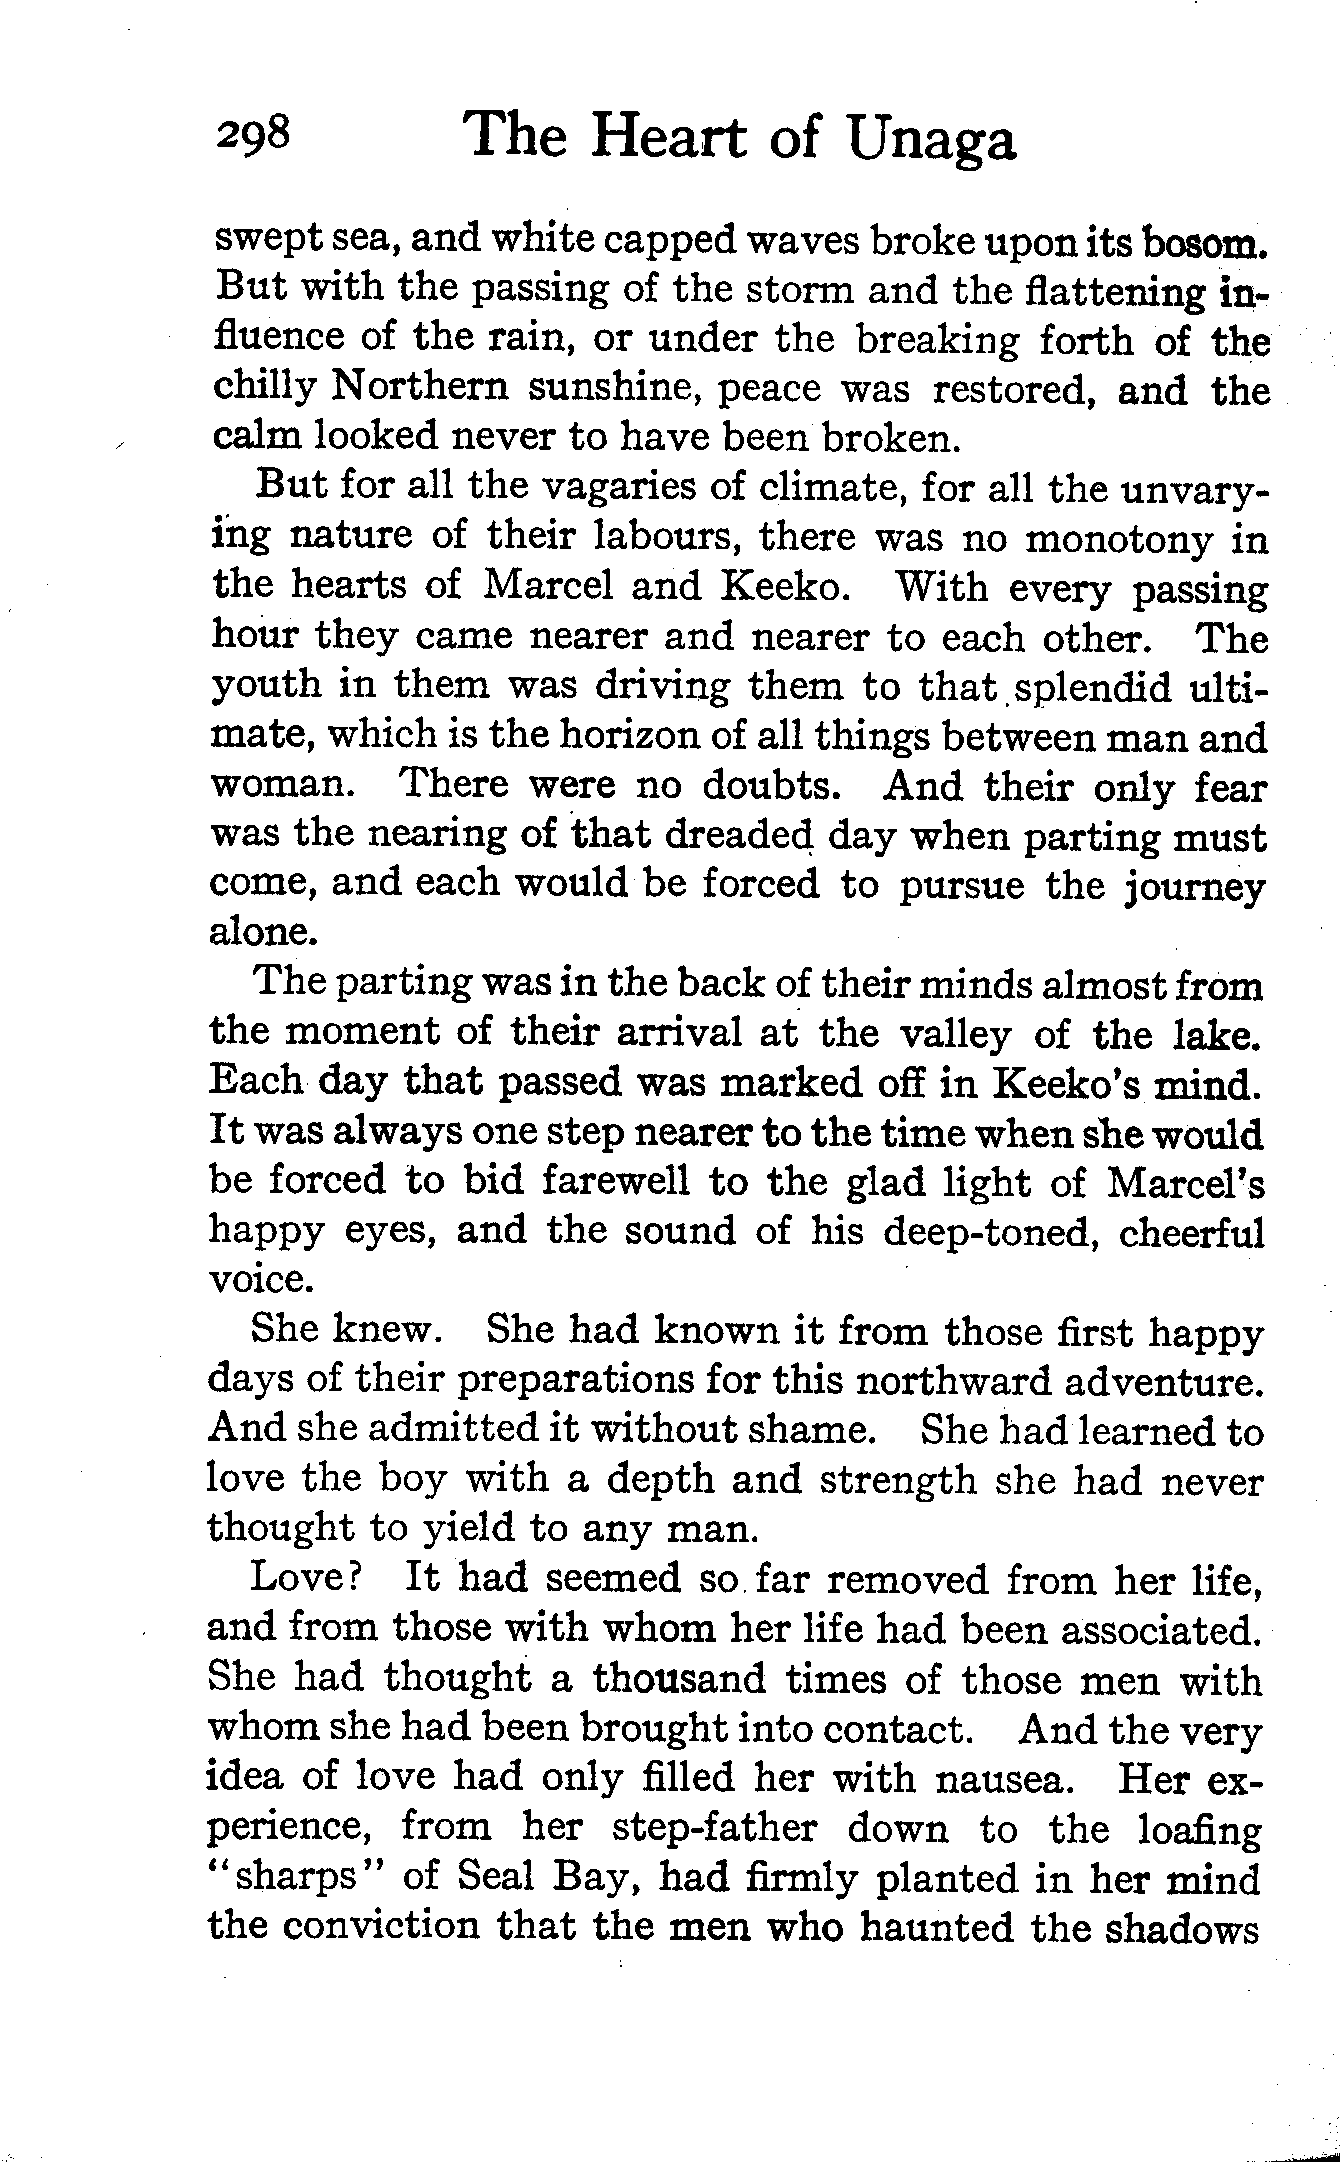 298 The Heart of Unaga
swept sea, and white capped waves broke upon its bosom.
But with the passing of the storm and the flattening in-
fluence of the rain, or under the breaking forth of the
chilly Northern sunshine, peace was restored, and the
calm looked never to have been broken.
But for all the vagaries of climate, for all the unvary-
ing nature of their labours, there was no monotony in
the hearts of Marcel and Keeko. With every passing
hour they came nearer and nearer to each other. The
youth in them was driving them to that splendid ulti-
mate, which is the horizon of all things between man and
woman. There were no doubts. And their only fear
was the nearing of that dreaded day when parting must
come, and each would be forced to pursue the journey
alone.
The parting was in the back of their minds almost from
the moment of their arrival at the valley of the lake.
Each day that passed was marked off in Keeko's mind.
It was always one step nearer to the time when she would
be forced to bid farewell to the glad light of Marcel's
happy eyes, and the sound of his deep-toned, cheerful
voice.
She knew. She had known it from those first happy
days of their preparations for this northward adventure.
And she admitted it without shame. She had learned to
love the boy with a depth and strength she had never
thought to yield to any man.
Love? It had seemed so far removed from her life,
and from those with whom her life had been associated.
She had thought a thousand times of those men with
whom she had been brought into contact. And the very
idea of love had only filled her with nausea. Her ex-
perience, from her step-father down to the loafing
"sharps" of Seal Bay, had firmly planted in her mind
the conviction that the men who haunted the shadows